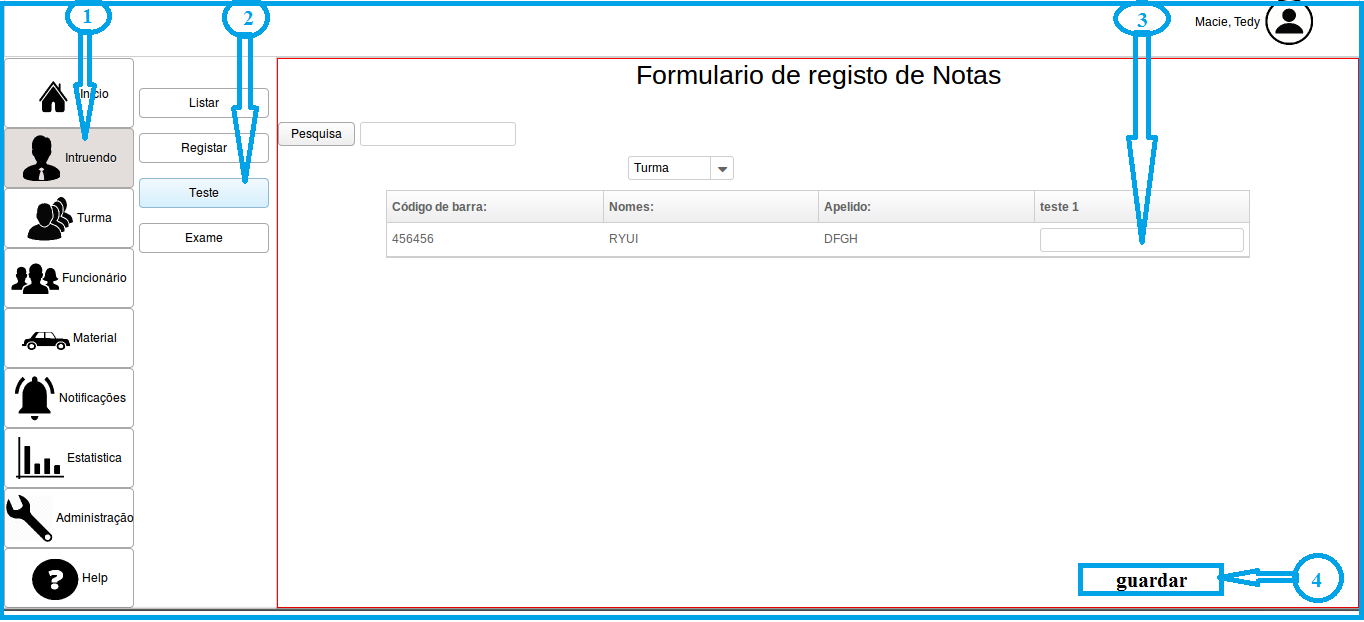 1
2
3
Macie, Tedy
Início
Intruendo
Turma
Funcionário
Material
Notificações
Estatistica
Administração
Help
Listar
Registar
Teste
Exame
Formulario de registo de Notas
Pesquisa
Turma
Código de barra: Nomes: Apelido: teste 1
456456 RYUI DFGH
guardar 4